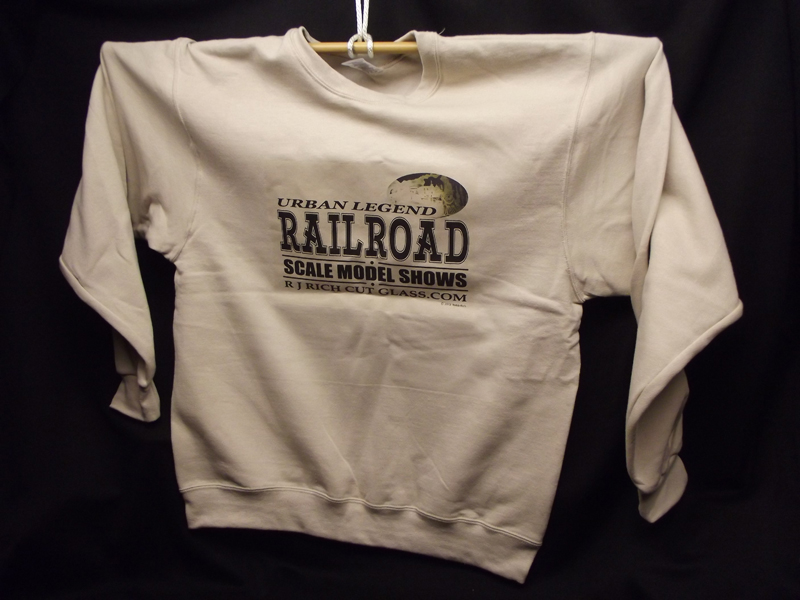 URBAN LEGEND
RAILROAD
SCALE MODEL SHOWS
R J RICH CUT GLASS.COM